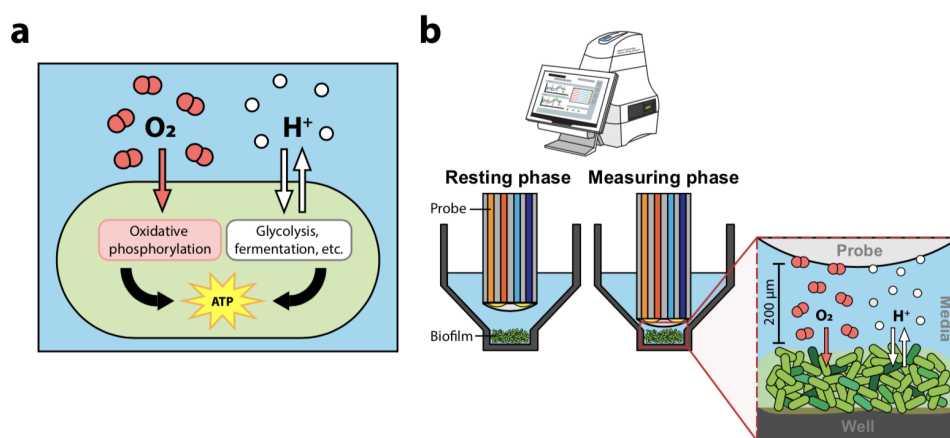 a
O₂
H⁺
Oxidative
phosphorylation
Glycolysis,
fermentation, etc.
ATP
b
Resting phase
Measuring phase
Probe
Biofilm
Probe
200 µm
O₂
H⁺
Media
Well